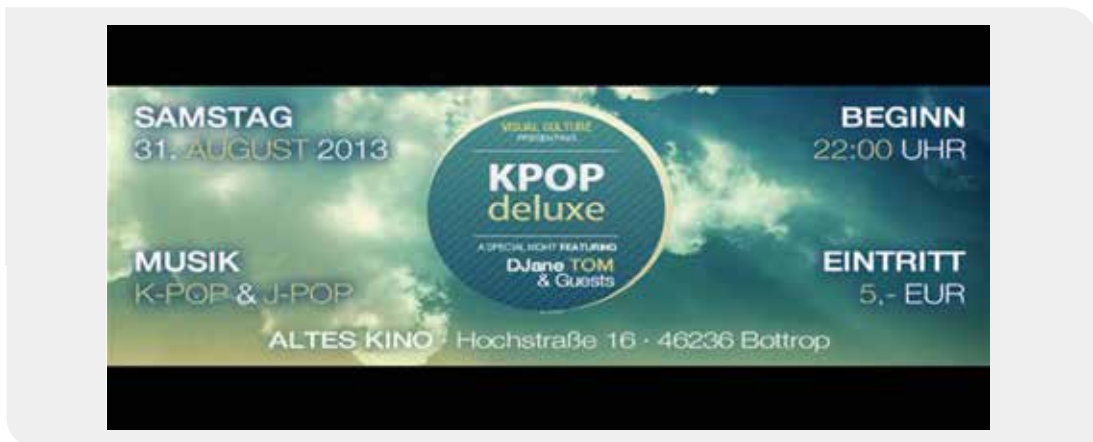 SAMSTAG
31. AUGUST 2013
MUSIK
K-POP & J-POP
VISUAL CULTURE
PRESENTING
KPOP
deluxe
A SPECIAL NIGHT FEATURING
DJane TOM
& Guests
BEGINN
22:00 UHR
EINTRITT
5,- EUR
ALTES KINO · Hochstraße 16 · 46236 Bottrop